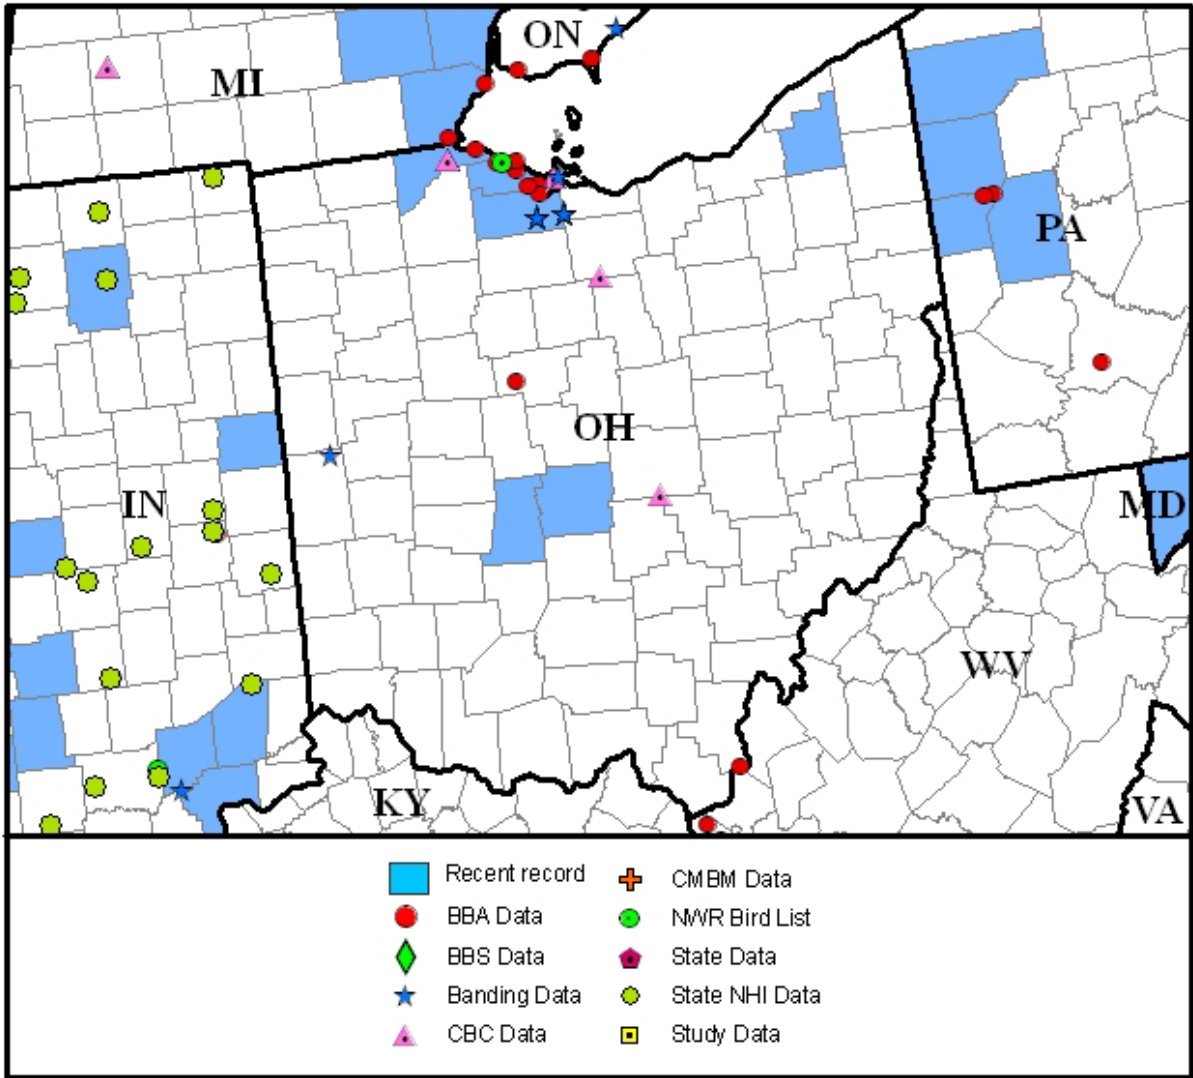 ON
MI
PA
OH
IN
MD
WV
KY
VA
Recent record
BBA Data
BBS Data
Banding Data
CBC Data
CMBM Data
NWR Bird List
State Data
State NHI Data
Study Data